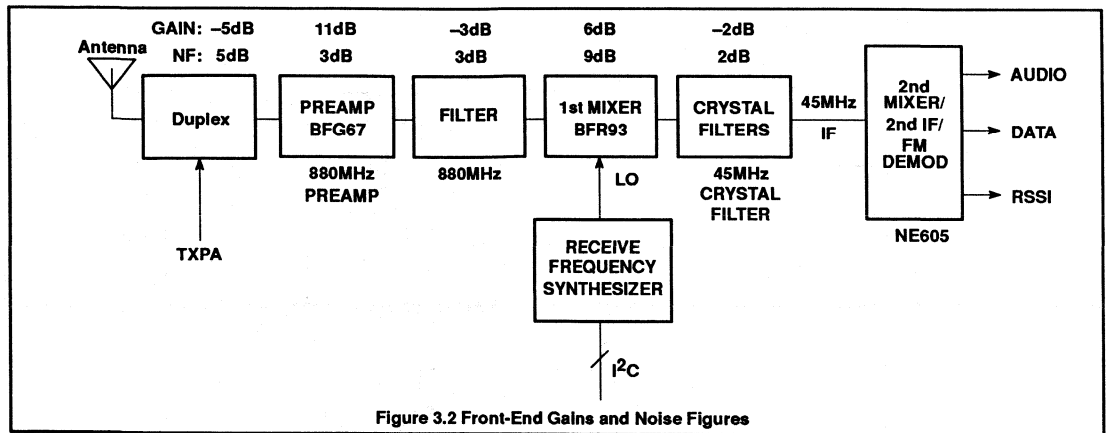 GAIN: –5dB 11dB –3dB 6dB –2dB
NF: 5dB 3dB 3dB 9dB 2dB
Antenna
Duplex
PREAMP
BFG67
FILTER
1st MIXER
BFR93
CRYSTAL
FILTERS
45MHz
IF
2nd
MIXER/
2nd IF/
FM
DEMOD
AUDIO
DATA
RSSI
880MHz
PREAMP
880MHz
LO
45MHz
CRYSTAL
FILTER
NE605
TXPA
RECEIVE
FREQUENCY
SYNTHESIZER
I²C
Figure 3.2 Front-End Gains and Noise Figures